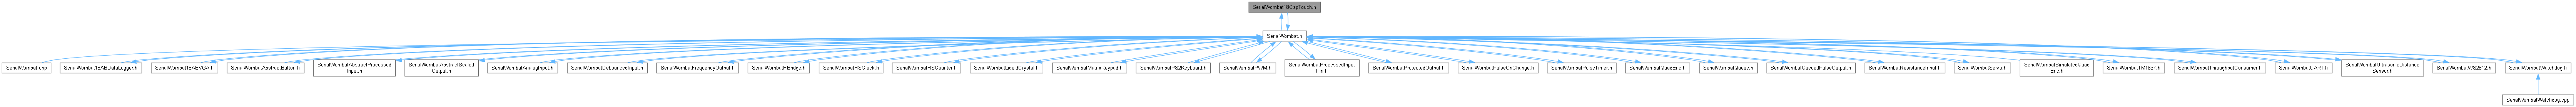 SerialWombat18CapTouch.h
SerialWombat.h
SerialWombat.cpp
SerialWombat18ABDataLogger.h
SerialWombat18ABVGA.h
SerialWombatAbstractButton.h
SerialWombatAbstractProcessed
Input.h
SerialWombatAbstractScaled
Output.h
SerialWombatAnalogInput.h
SerialWombatDebouncedInput.h
SerialWombatFrequencyOutput.h
SerialWombatHBridge.h
SerialWombatHSClock.h
SerialWombatHSCounter.h
SerialWombatLiquidCrystal.h
SerialWombatMatrixKeypad.h
SerialWombatPS2Keyboard.h
SerialWombatPWM.h
SerialWombatProcessedInput
Pin.h
SerialWombatProtectedOutput.h
SerialWombatPulseOnChange.h
SerialWombatPulseTimer.h
SerialWombatQuadEnc.h
SerialWombatQueue.h
SerialWombatQueuedPulseOutput.h
SerialWombatResistanceInput.h
SerialWombatServo.h
SerialWombatSimulatedQuad
Enc.h
SerialWombatTM1637.h
SerialWombatThroughputConsumer.h
SerialWombatUART.h
SerialWombatUltrasonicDistance
Sensor.h
SerialWombatWS2812.h
SerialWombatWatchdog.h
SerialWombatWatchdog.cpp